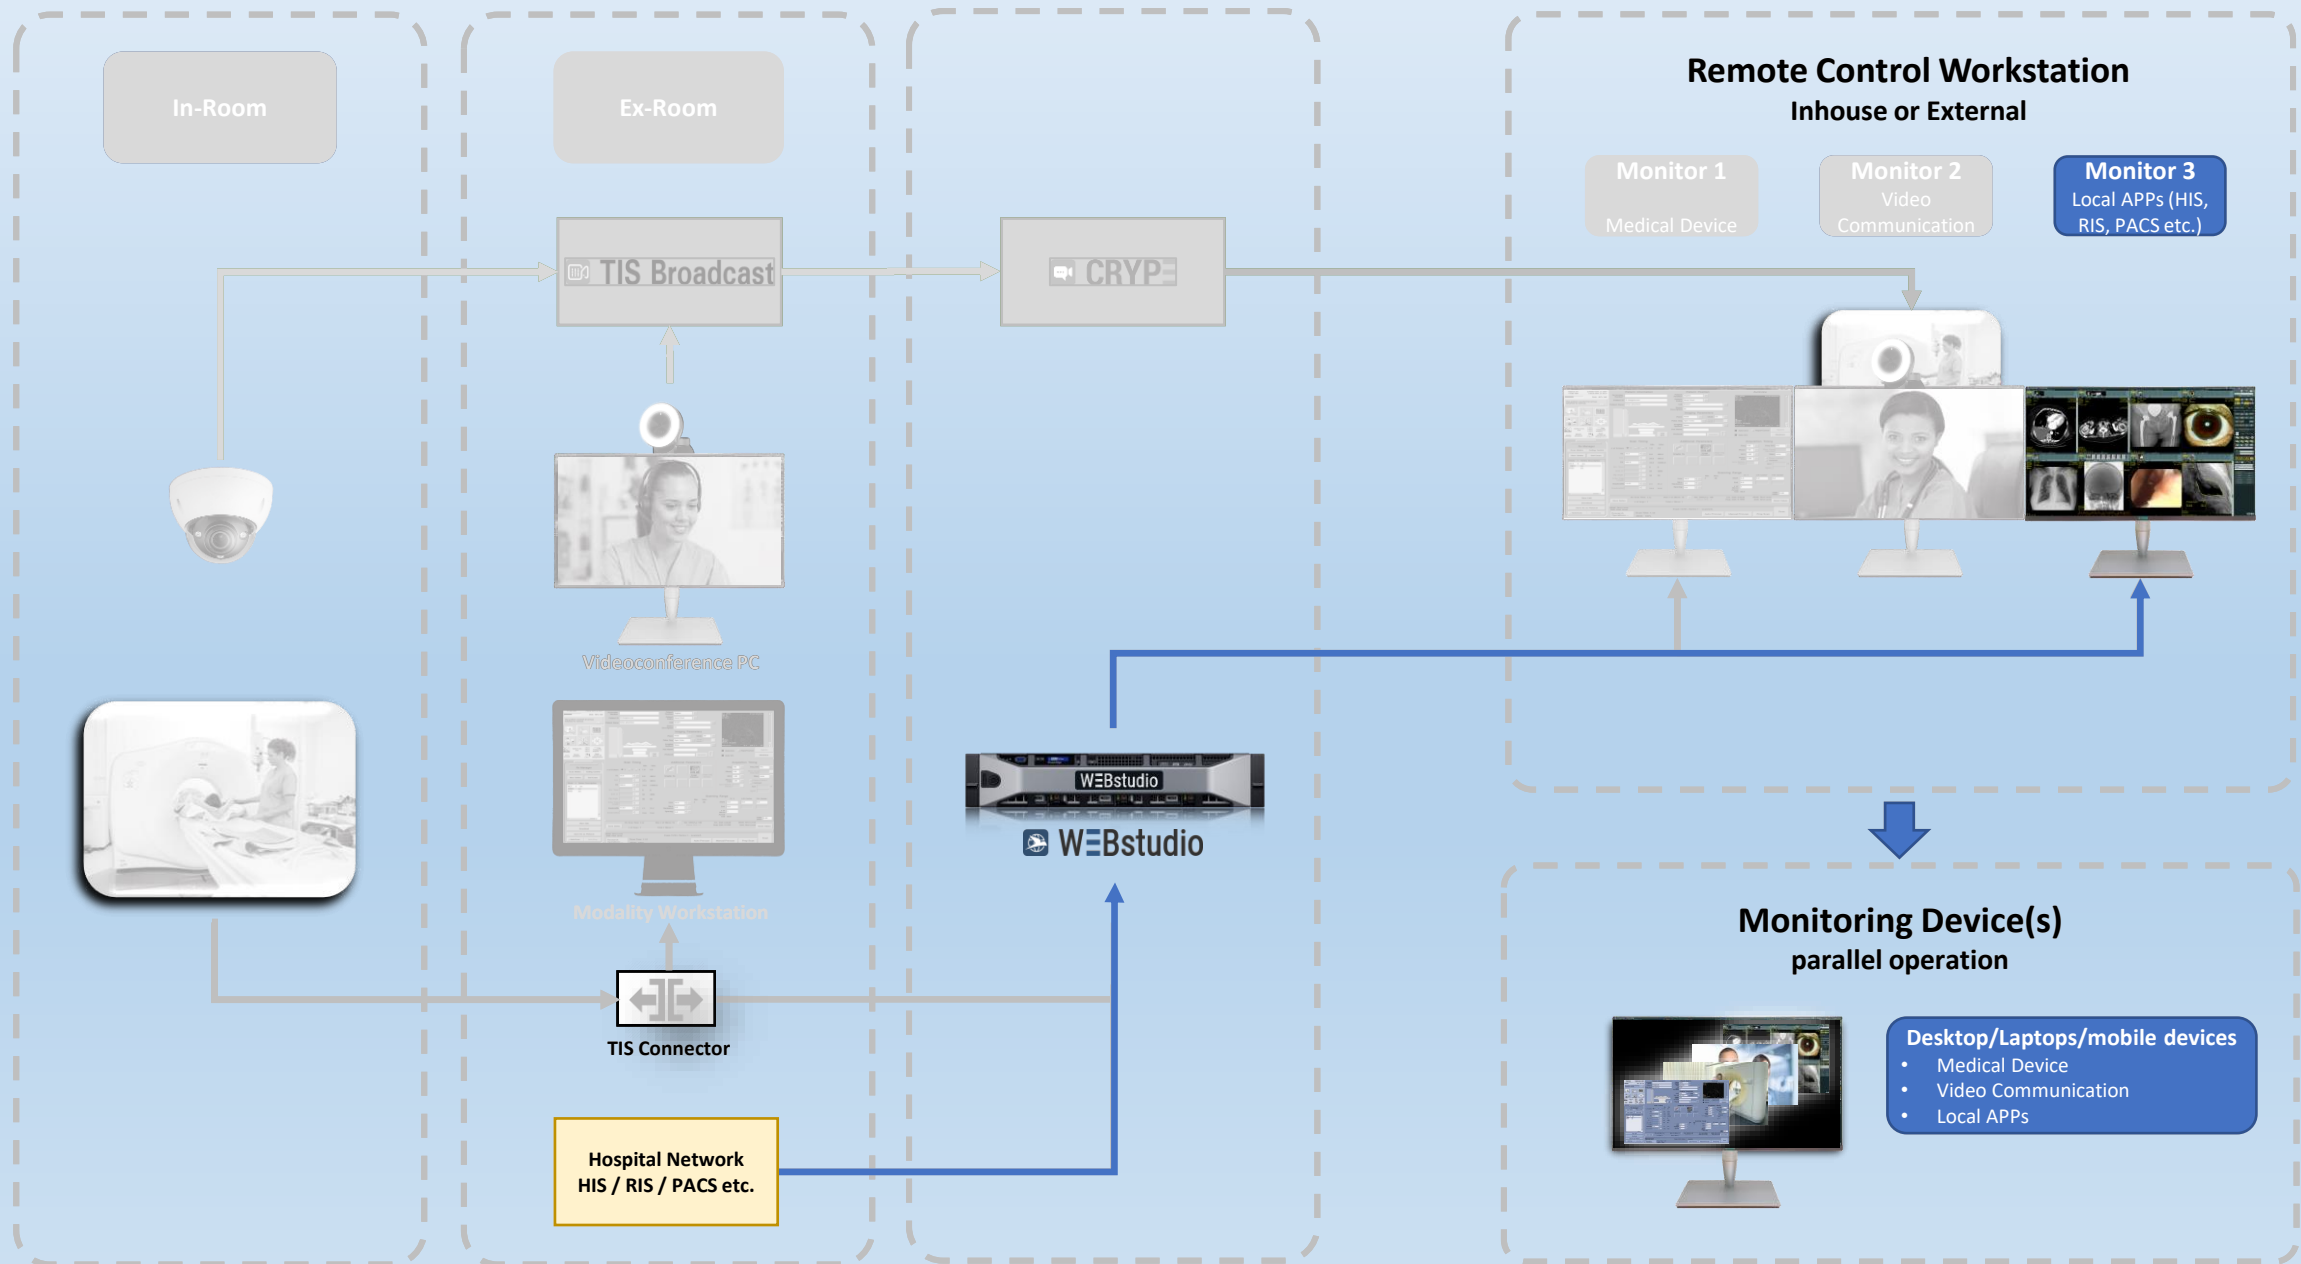 In-Room
Ex-Room
Remote Control Workstation
Inhouse or External
Monitor 1
Medical Device
Monitor 2
Video
Communication
Monitor 3
Local APPs (HIS,
RIS, PACS etc.)
TIS Broadcast
CRYPE
Videoconference PC
WEBstudio
WEBstudio
Modality Workstation
TIS Connector
Hospital Network
HIS / RIS / PACS etc.
Monitoring Device(s)
parallel operation
Desktop/Laptops/mobile devices
• Medical Device
• Video Communication
• Local APPs